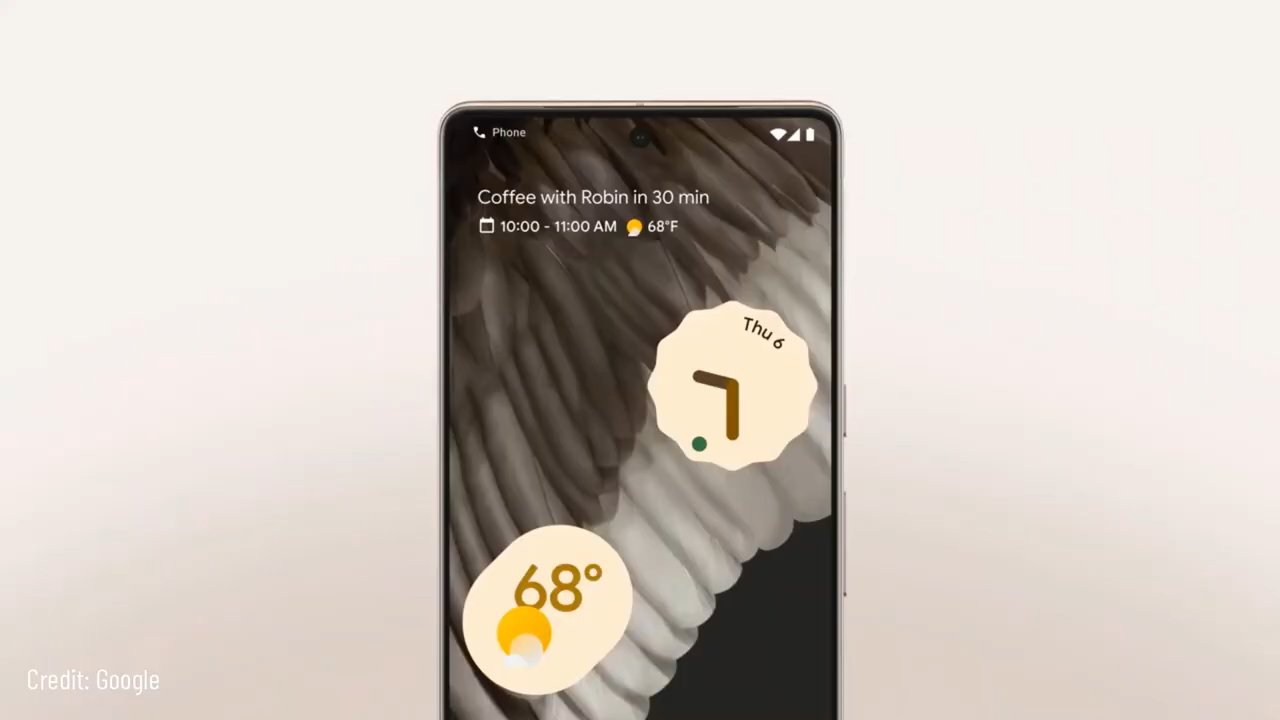 Phone
Coffee with Robin in 30 min
10:00 - 11:00 AM 68°F
Thu 6
68°
Credit: Google